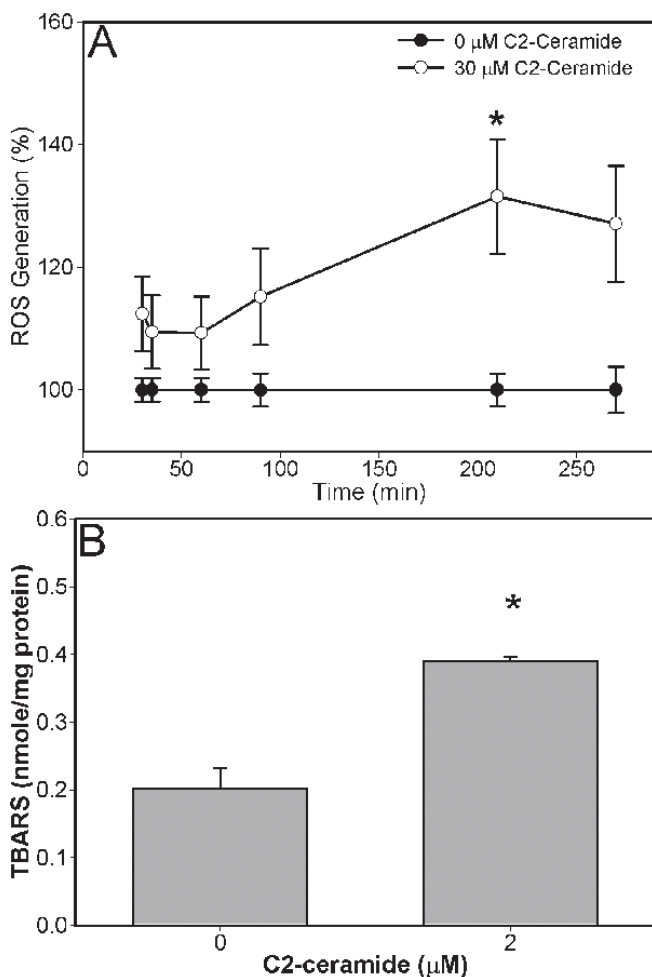 A
160
140
120
100
ROS Generation (%)
0 μM C2-Ceramide
30 μM C2-Ceramide
*
0 50 100 150 200 250
Time (min)
B
0.6
0.5
0.4
0.3
0.2
0.1
0.0
TBARS (nmole/mg protein)
*
0 2
C2-ceramide (μM)